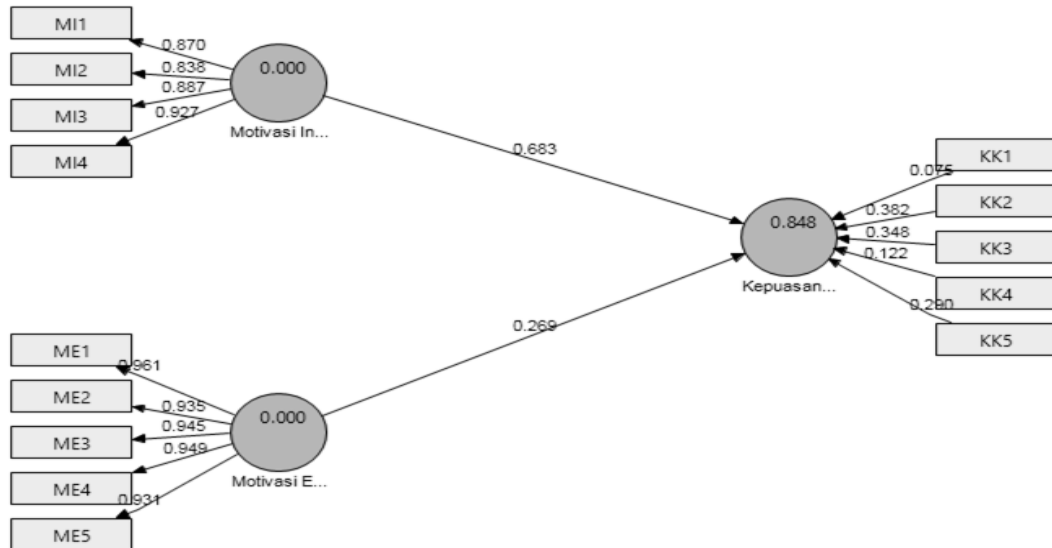 MI1
0.870
MI2
0.838
MI3
0.887
MI4
0.927
0.000
Motivasi In...
0.683
KK1
0.075
KK2
0.382
KK3
0.348
KK4
0.122
KK5
0.290
0.848
Kepuasan...
0.269
ME1
0.961
ME2
0.935
ME3
0.945
ME4
0.949
ME5
0.931
0.000
Motivasi E...